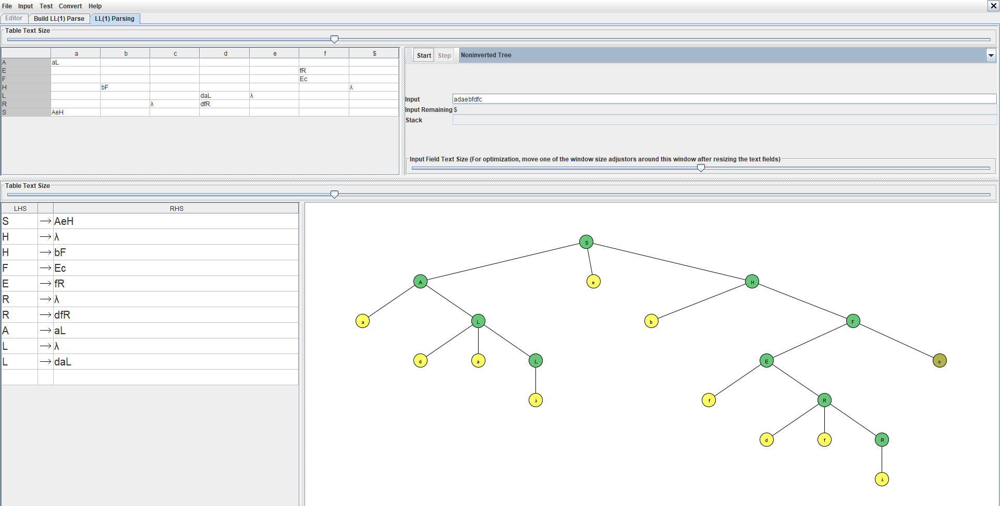 File Input Test Convert Help
Editor Build LL(1) Parse LL(1) Parsing
Table Text Size
a b c d e f $
A aL
E fR
F Ec
H bF λ
L daL λ
R λ dfR
S AeH
Start Step Noninverted Tree
Input adaebfdfc
Input Remaining $
Stack
Input Field Text Size (For optimization, move one of the window size adjustors around this window after resizing the text fields)
Table Text Size
LHS RHS
S → AeH
H → λ
H → bF
F → Ec
E → fR
R → λ
R → dfR
A → aL
L → λ
L → daL
S
A e H
a L b F
d a L E c
λ f R
d f R
λ